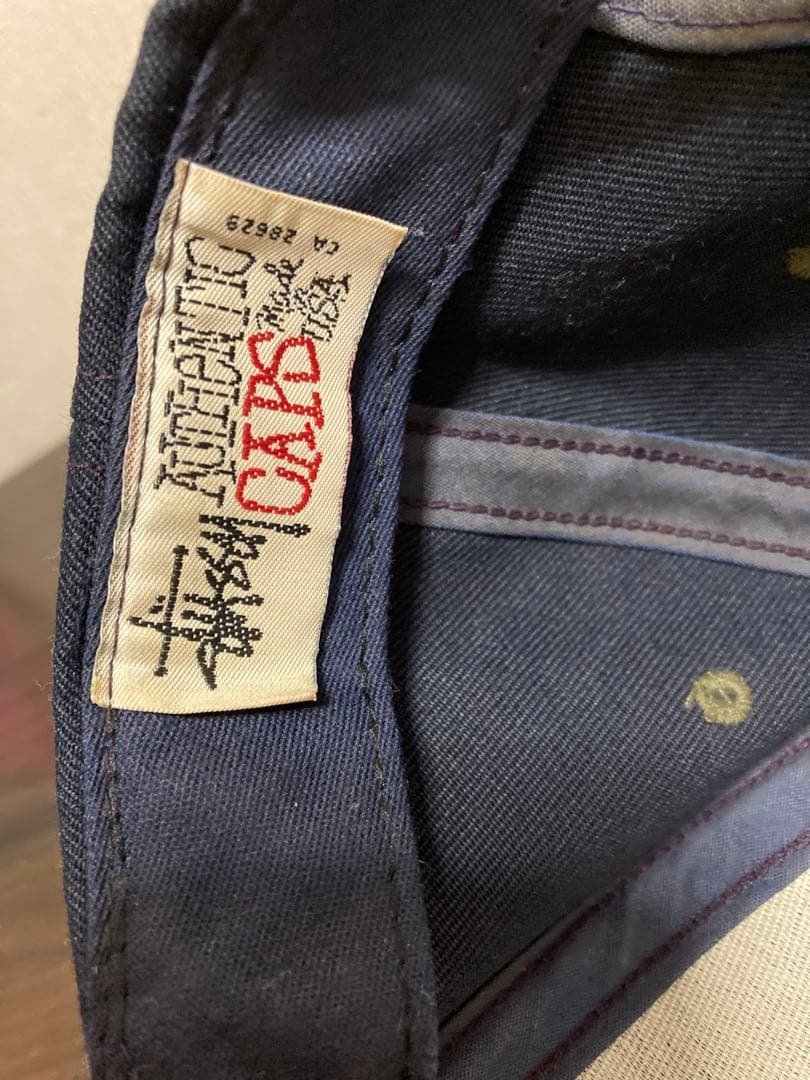 Stüssy AUTHENTIC
CAPS Made
in
USA
CA 28629